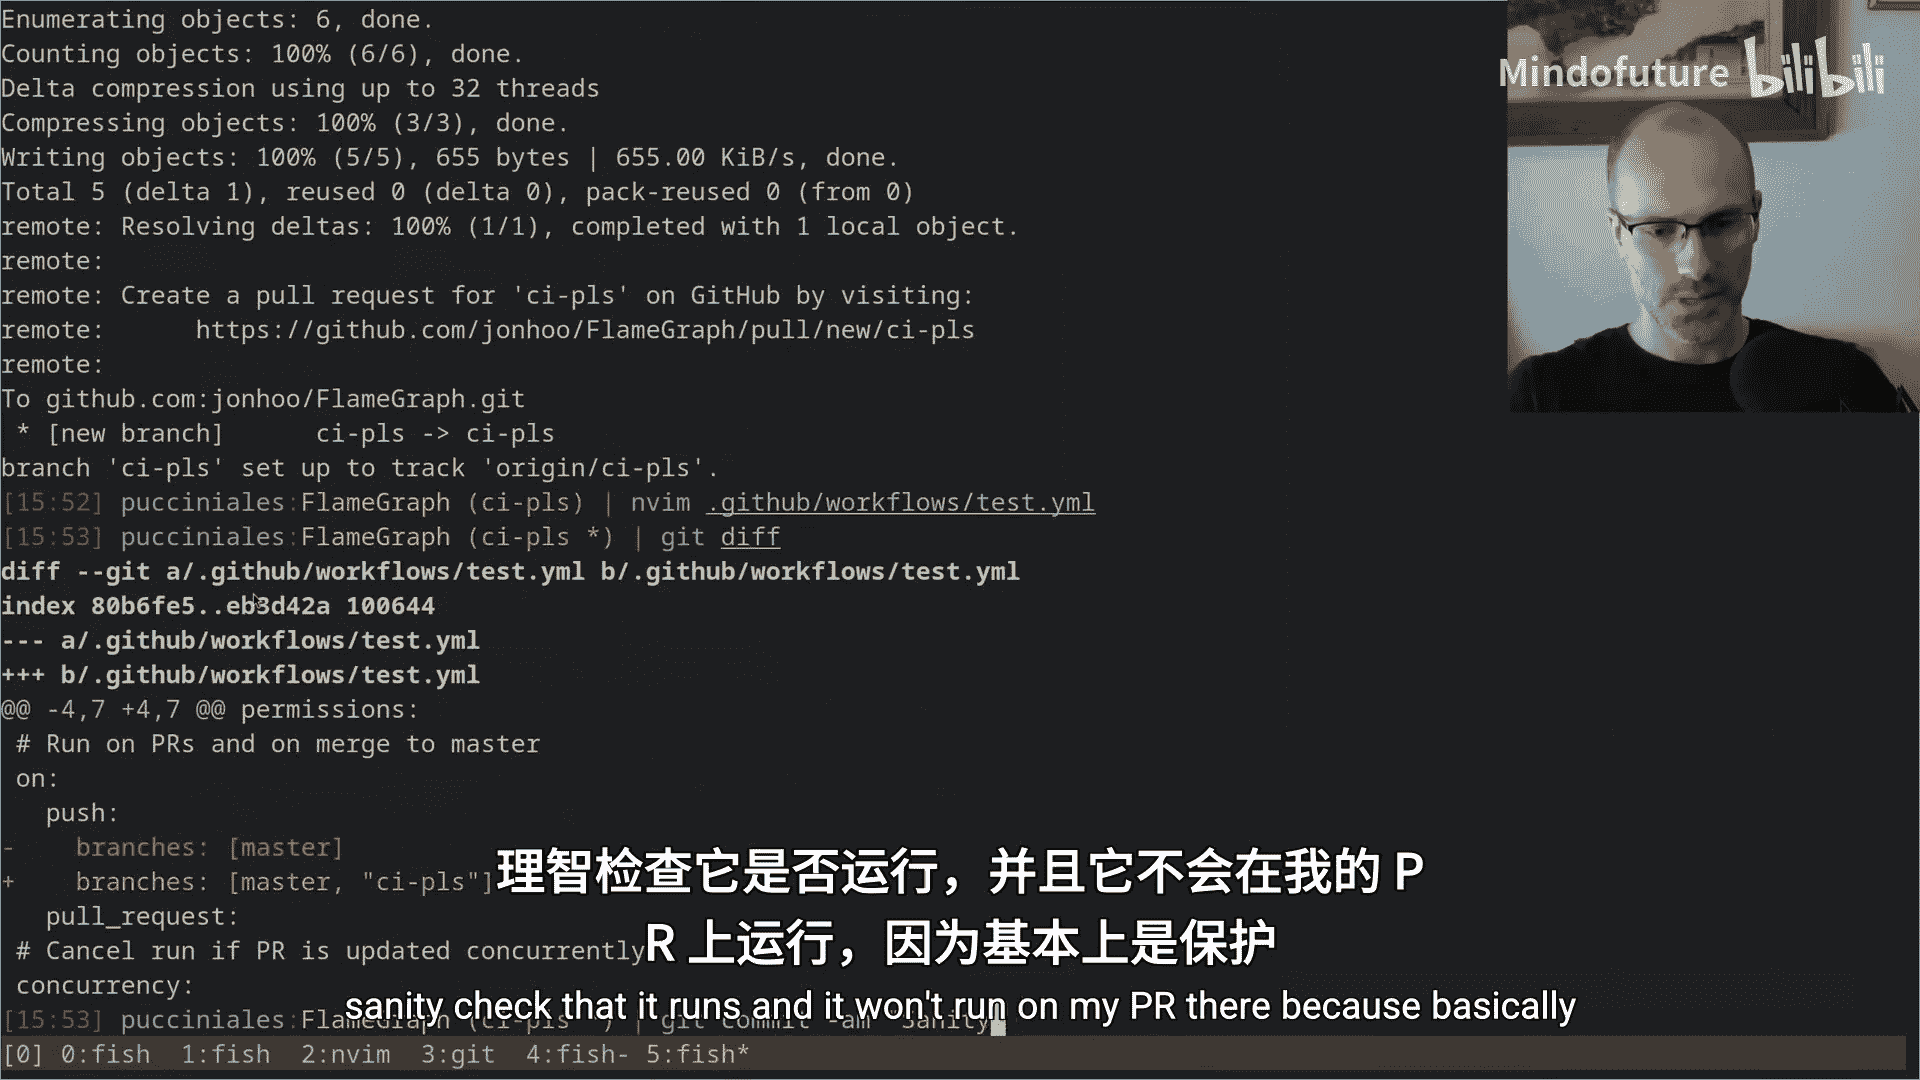 Enumerating objects: 6, done.
Counting objects: 100% (6/6), done.
Delta compression using up to 32 threads
Compressing objects: 100% (3/3), done.
Writing objects: 100% (5/5), 655 bytes | 655.00 KiB/s, done.
Total 5 (delta 1), reused 0 (delta 0), pack-reused 0 (from 0)
remote: Resolving deltas: 100% (1/1), completed with 1 local object.
remote:
remote: Create a pull request for 'ci-pls' on GitHub by visiting:
remote:      https://github.com/jonhoo/FlameGraph/pull/new/ci-pls
remote:
To github.com:jonhoo/FlameGraph.git
 * [new branch]      ci-pls -> ci-pls
branch 'ci-pls' set up to track 'origin/ci-pls'.
[15:52] pucciniales:FlameGraph (ci-pls) | nvim .github/workflows/test.yml
[15:53] pucciniales:FlameGraph (ci-pls *) | git diff
diff --git a/.github/workflows/test.yml b/.github/workflows/test.yml
index 80b6fe5..eb3d42a 100644
--- a/.github/workflows/test.yml
+++ b/.github/workflows/test.yml
@@ -4,7 +4,7 @@ permissions:
 # Run on PRs and on merge to master
 on:
   push:
-    branches: [master]
+    branches: [master, "ci-pls"]
   pull_request:
 # Cancel run if PR is updated concurrently
 concurrency:
[15:53] pucciniales:FlameGraph (ci-pls *) | git commit -am "Sanity
[0] 0:fish  1:fish  2:nvim  3:git  4:fish- 5:fish*
Mindofuture bilibili
理智检查它是否运行，并且它不会在我的 P
R 上运行，因为基本上是保护
sanity check that it runs and it won't run on my PR there because basically